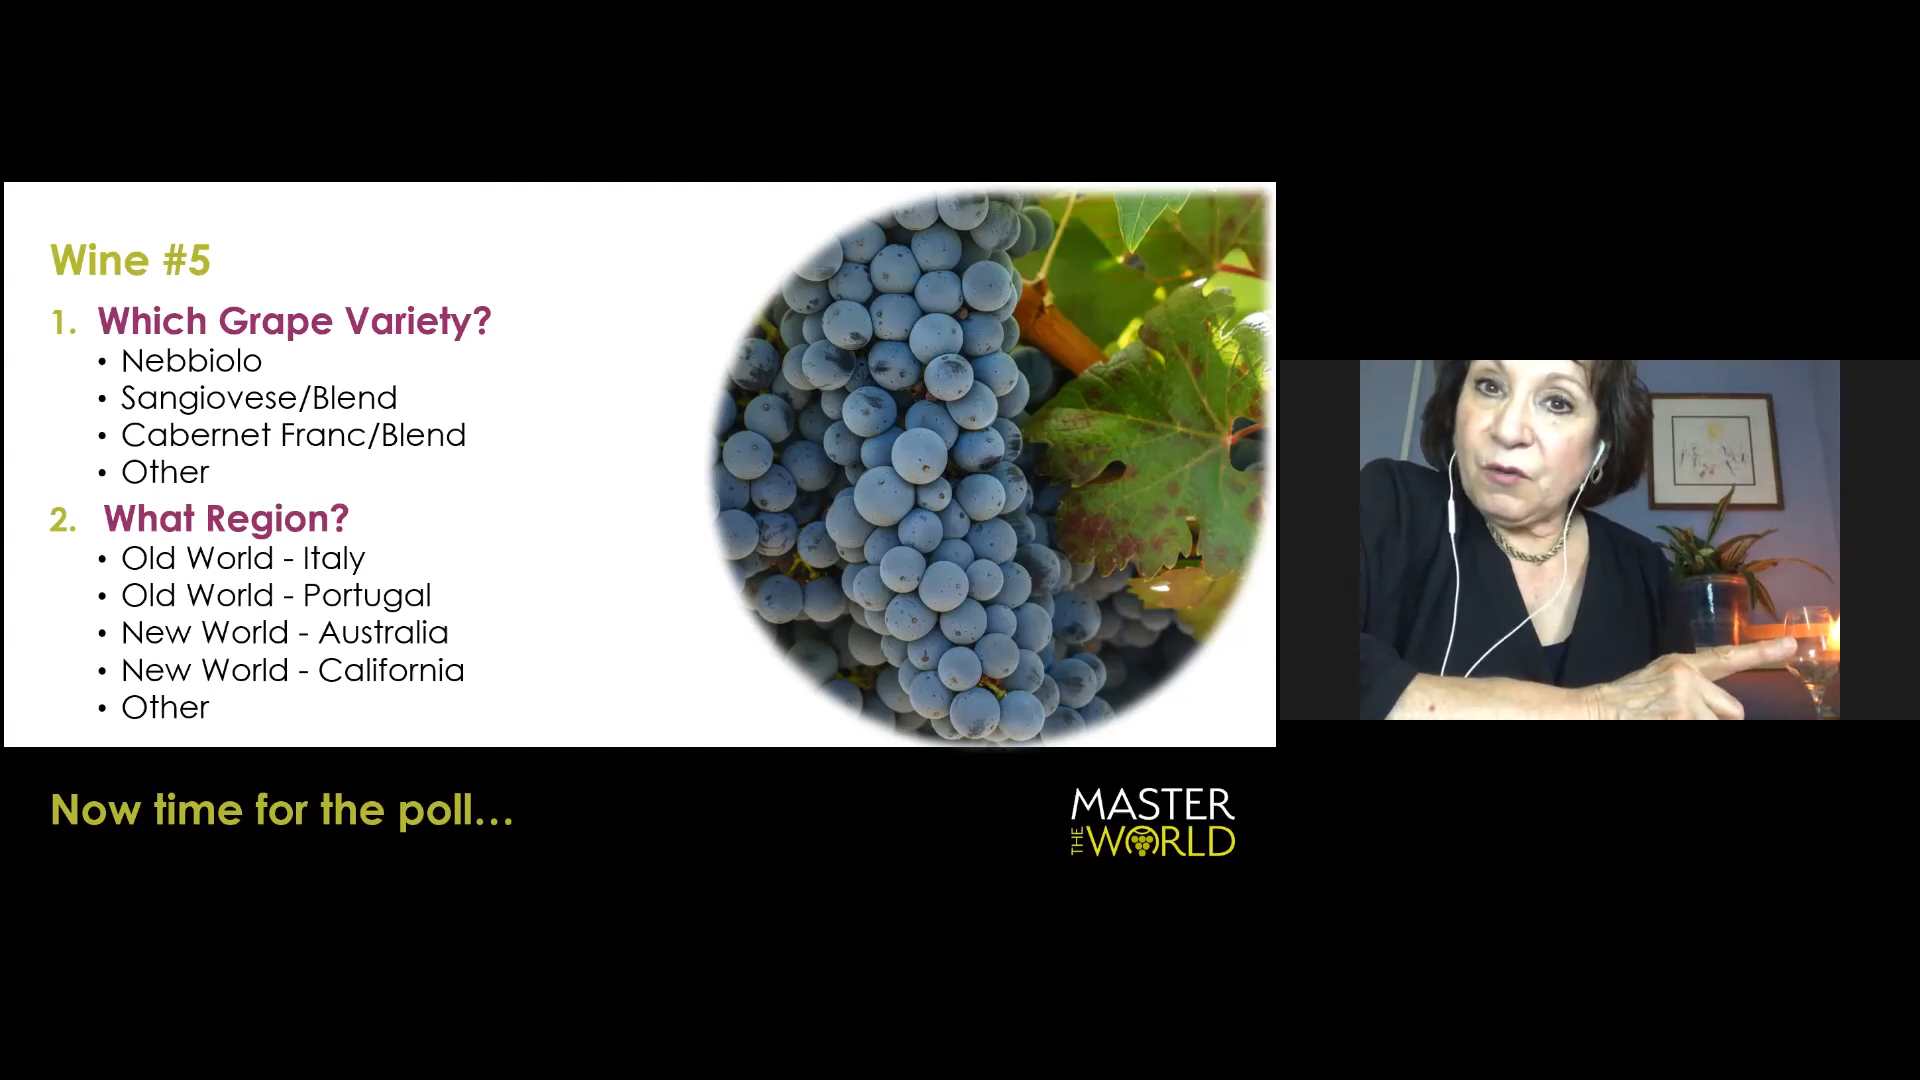 Wine #5
1. Which Grape Variety?
• Nebbiolo
• Sangiovese/Blend
• Cabernet Franc/Blend
• Other
2. What Region?
• Old World - Italy
• Old World - Portugal
• New World - Australia
• New World - California
• Other
Now time for the poll...
MASTER
THE WORLD